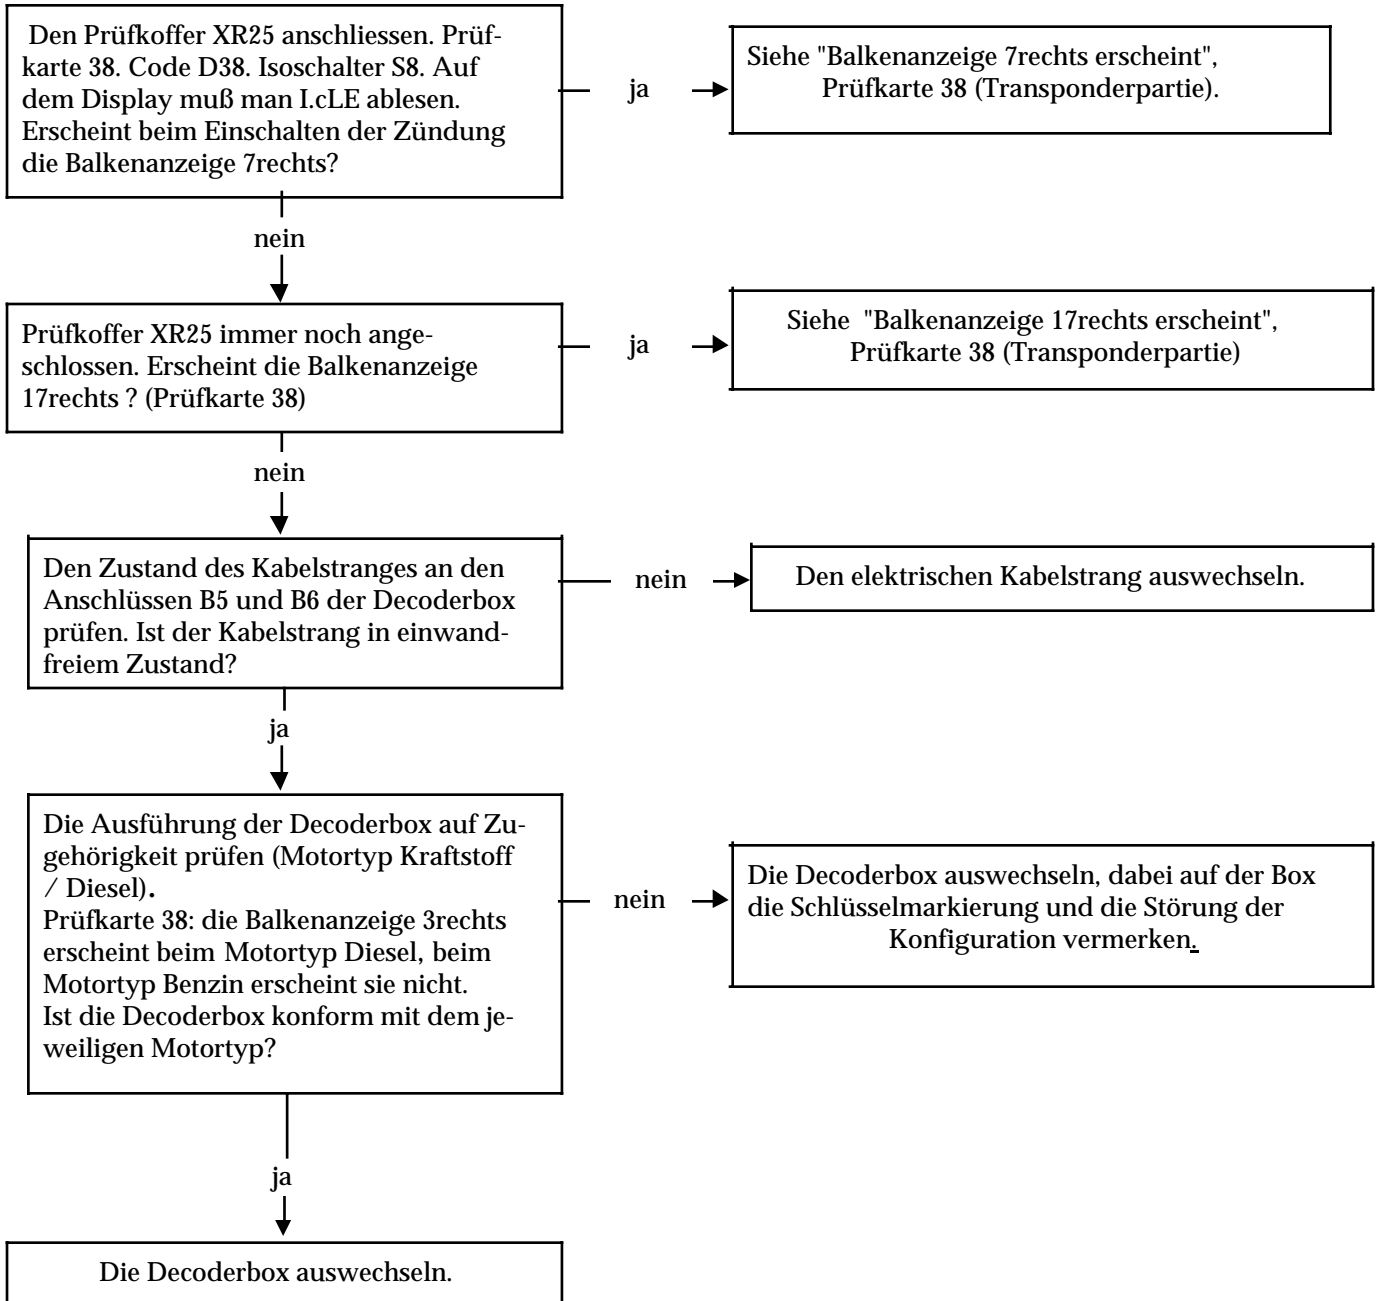 Den Prüfkoffer XR25 anschliessen. Prüf-
karte 38. Code D38. Isoschalter S8. Auf
dem Display muß man I.cLE ablesen.
Erscheint beim Einschalten der Zündung
die Balkenanzeige 7rechts?
ja
Siehe "Balkenanzeige 7rechts erscheint",
Prüfkarte 38 (Transponderpartie).
nein
Prüfkoffer XR25 immer noch ange-
schlossen. Erscheint die Balkenanzeige
17rechts ? (Prüfkarte 38)
ja
Siehe "Balkenanzeige 17rechts erscheint",
Prüfkarte 38 (Transponderpartie)
nein
Den Zustand des Kabelstranges an den
Anschlüssen B5 und B6 der Decoderbox
prüfen. Ist der Kabelstrang in einwand-
freiem Zustand?
nein
Den elektrischen Kabelstrang auswechseln.
ja
Die Ausführung der Decoderbox auf Zu-
gehörigkeit prüfen (Motortyp Kraftstoff
/ Diesel).
Prüfkarte 38: die Balkenanzeige 3rechts
erscheint beim Motortyp Diesel, beim
Motortyp Benzin erscheint sie nicht.
Ist die Decoderbox konform mit dem je-
weiligen Motortyp?
nein
Die Decoderbox auswechseln, dabei auf der Box
die Schlüsselmarkierung und die Störung der
Konfiguration vermerken.
ja
Die Decoderbox auswechseln.